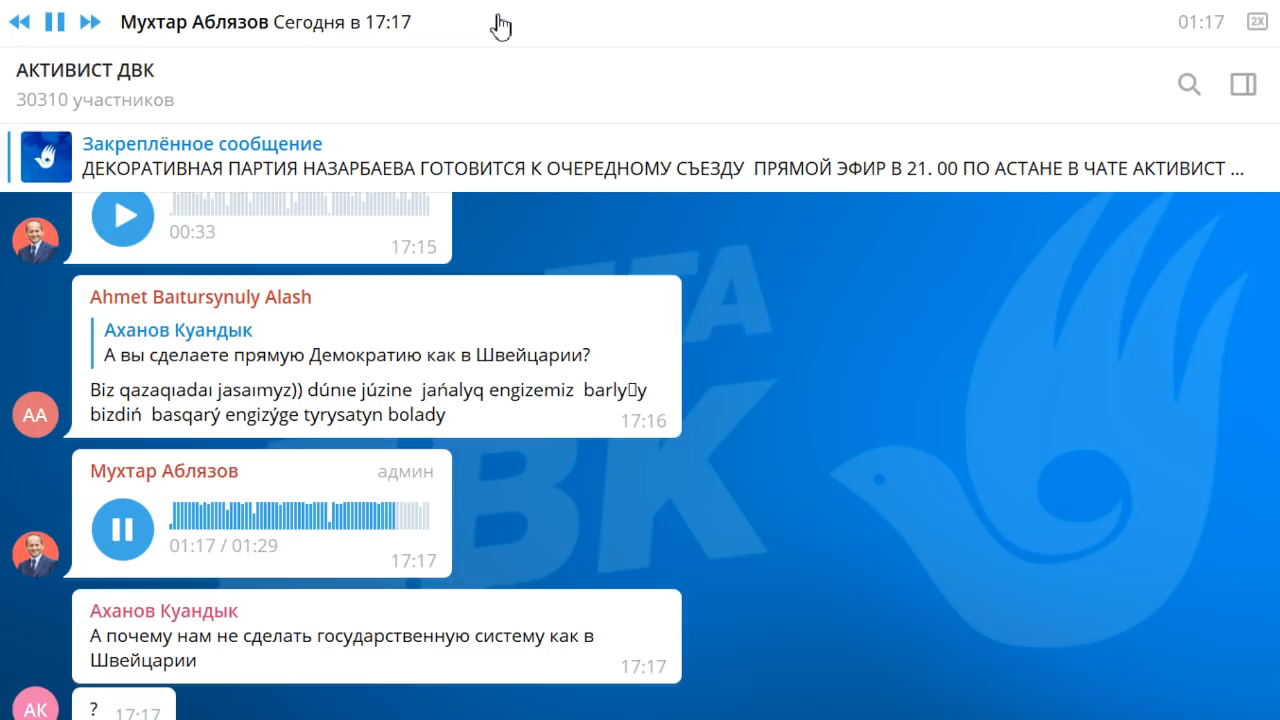 Мухтар Аблязов Сегодня в 17:17
01:17
2X
АКТИВИСТ ДВК
30310 участников
Закреплённое сообщение
ДЕКОРАТИВНАЯ ПАРТИЯ НАЗАРБАЕВА ГОТОВИТСЯ К ОЧЕРЕДНОМУ СЪЕЗДУ ПРЯМОЙ ЭФИР В 21. 00 ПО АСТАНЕ В ЧАТЕ АКТИВИСТ ...
00:33
17:15
Ahmet Baıtursynuly Alash
Аханов Куандык
А вы сделаете прямую Демократию как в Швейцарии?
Biz qazaqıadaı jasaımyz)) dúnıe júzine jańalyq engizemiz
bizdiń basqarý engizýge tyrysatyn bolady
17:16
AA
Мухтар Аблязов
админ
01:17 / 01:29
17:17
Аханов Куандык
А почему нам не сделать государственную систему как в
Швейцарии
17:17
АК
?
17:17
ВК